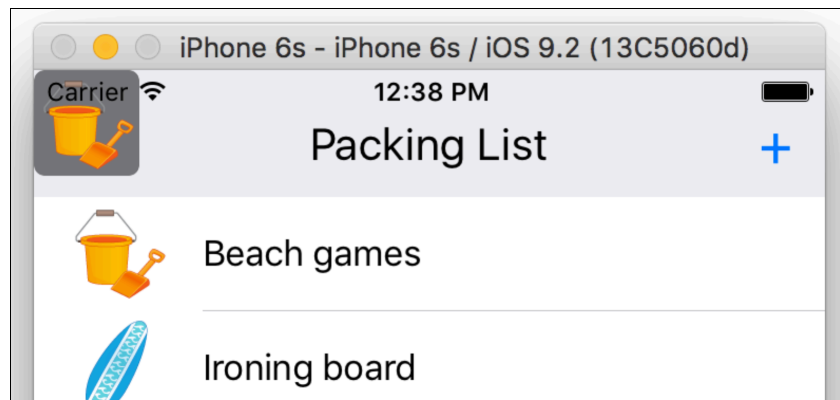 iPhone 6s - iPhone 6s / iOS 9.2 (13C5060d)
Carrier 12:38 PM
Packing List +
Beach games
Ironing board